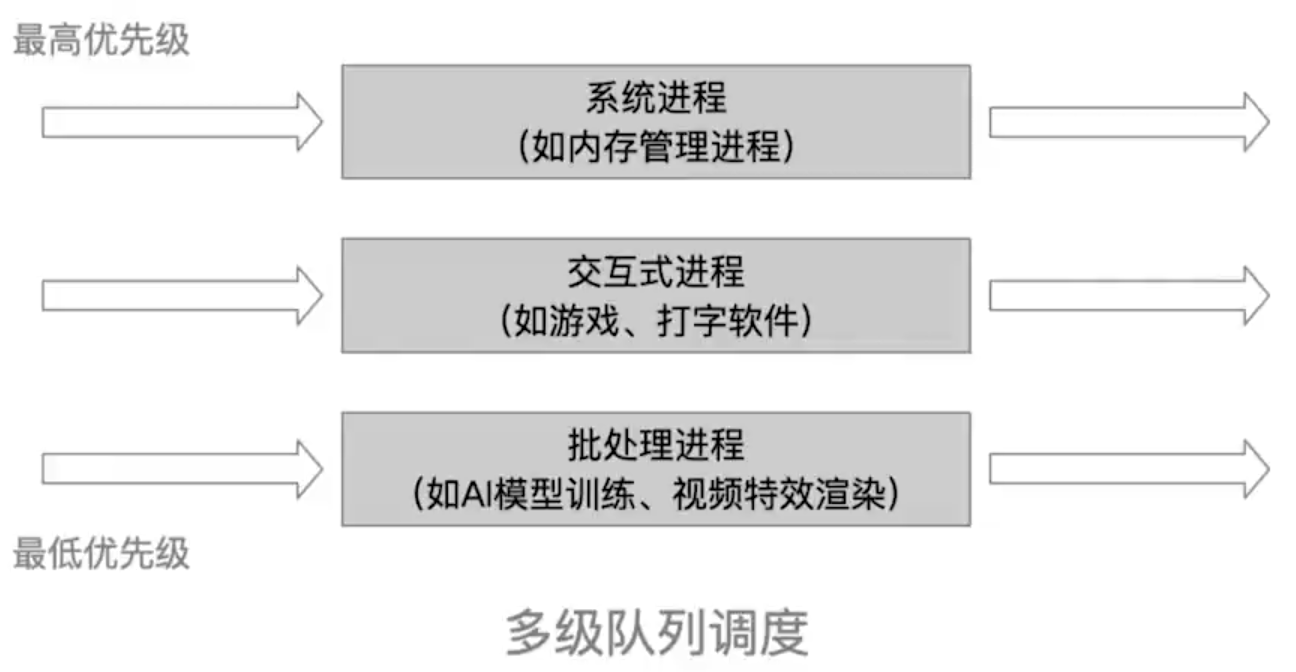 最高优先级
系统进程
（如内存管理进程）
交互式进程
（如游戏、打字软件）
批处理进程
（如AI模型训练、视频特效渲染）
最低优先级
多级队列调度